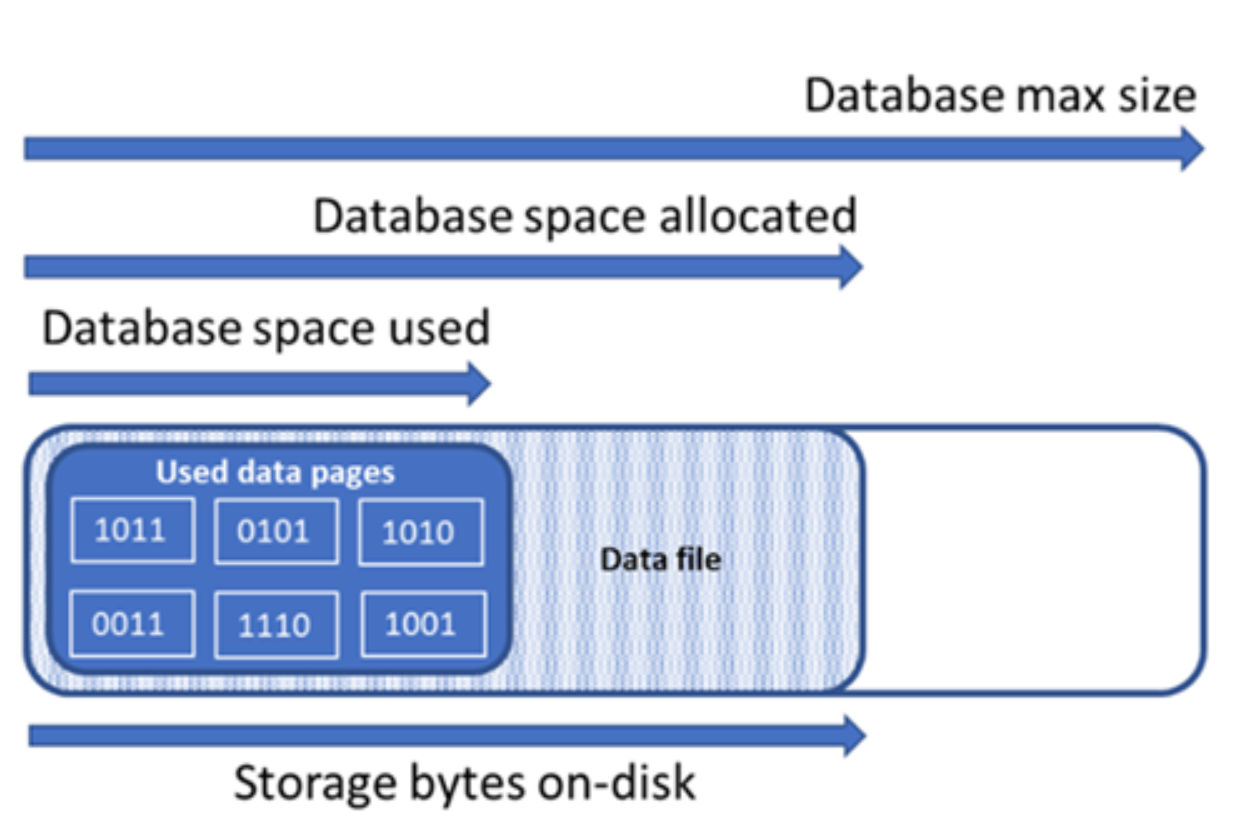 Database max size
Database space allocated
Database space used
Used data pages
1011 0101 1010
0011 1110 1001
Data file
Storage bytes on-disk